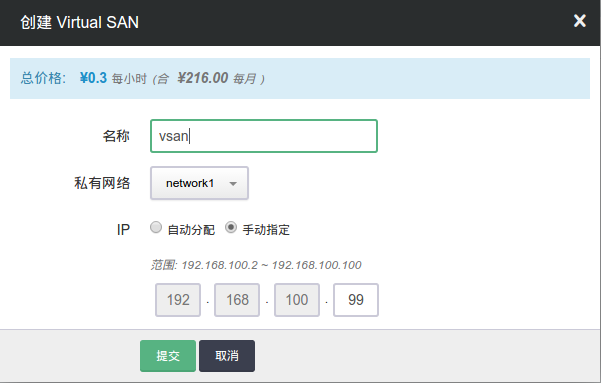 创建 Virtual SAN
×
总价格: ¥0.3 每小时 (合 ¥216.00 每月 )
名称 vsan
私有网络 network1
IP 自动分配 手动指定
范围: 192.168.100.2 ~ 192.168.100.100
192 . 168 . 100 . 99
提交 取消